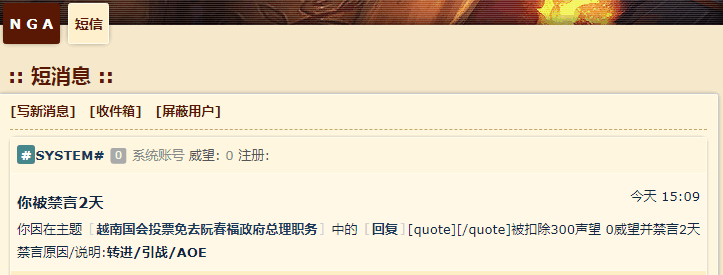 NGA 短信
:: 短消息 ::
[写新消息] [收件箱] [屏蔽用户]
#SYSTEM# 0 系统账号 威望: 0 注册:
你被禁言2天 今天 15:09
你因在主题 [越南国会投票免去阮春福政府总理职务] 中的 [回复][quote][/quote]被扣除300声望 0威望并禁言2天
禁言原因/说明:转进/引战/AOE